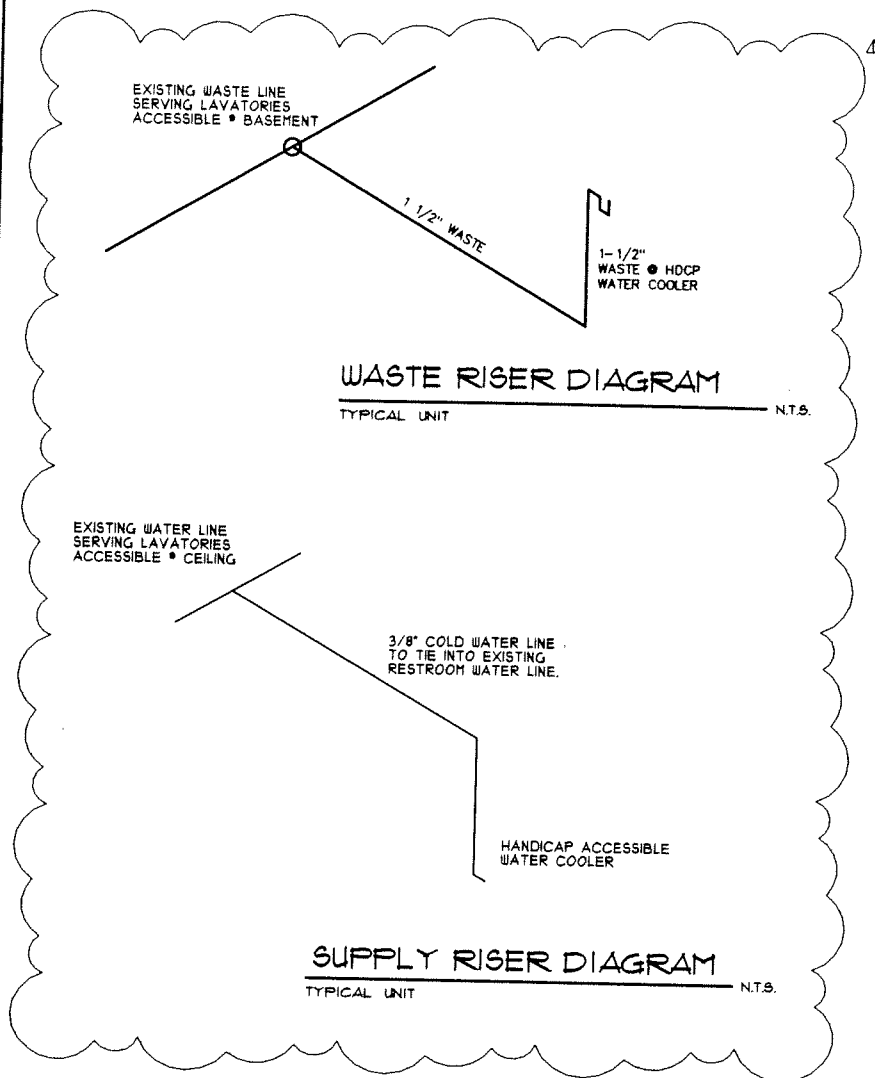 EXISTING WASTE LINE
SERVING LAVATORIES
ACCESSIBLE @ BASEMENT
1 1/2" WASTE
1-1/2"
WASTE @ HDCP
WATER COOLER
WASTE RISER DIAGRAM
TYPICAL UNIT
N.T.S.
EXISTING WATER LINE
SERVING LAVATORIES
ACCESSIBLE @ CEILING
3/8" COLD WATER LINE
TO TIE INTO EXISTING
RESTROOM WATER LINE.
HANDICAP ACCESSIBLE
WATER COOLER
SUPPLY RISER DIAGRAM
TYPICAL UNIT
N.T.S.